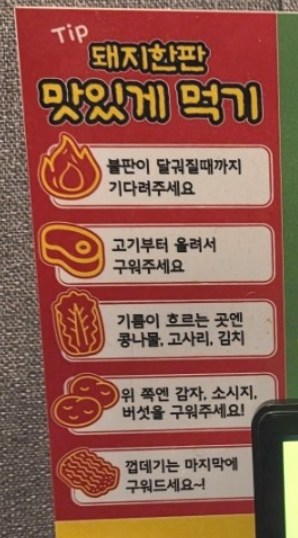 Tip
돼지한판
맛있게 먹기
불판이 달궈질때까지
기다려주세요
고기부터 올려서
구워주세요
기름이 흐르는 곳엔
콩나물, 고사리, 김치
위 쪽엔 감자, 소시지,
버섯을 구워주세요!
껍데기는 마지막에
구워드세요~!